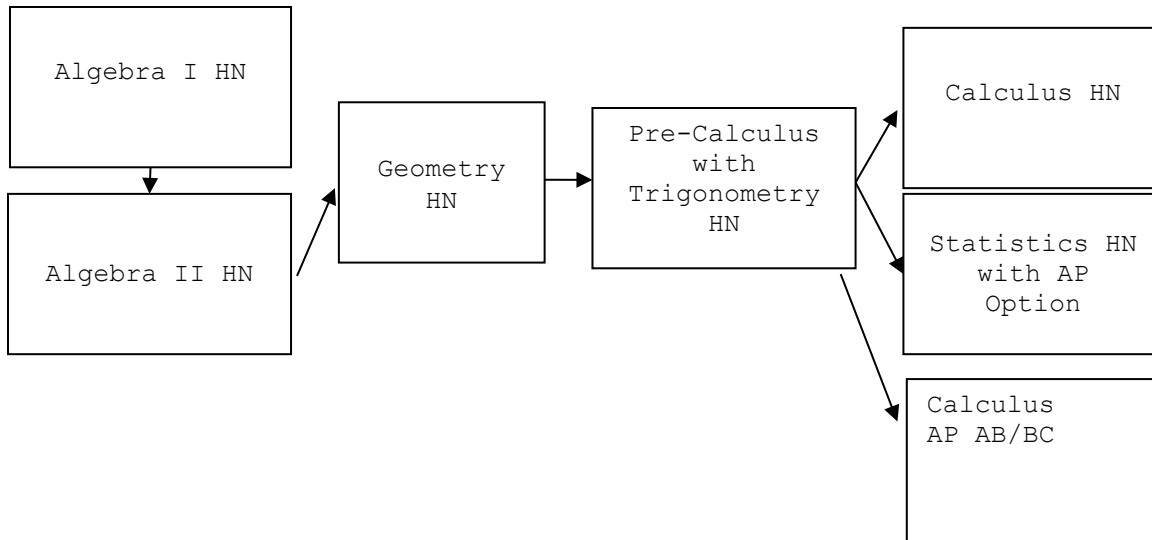 Algebra I HN
Algebra II HN
Geometry
HN
Pre-Calculus
with
Trigonometry
HN
Calculus HN
Statistics HN
with AP
Option
Calculus
AP AB/BC